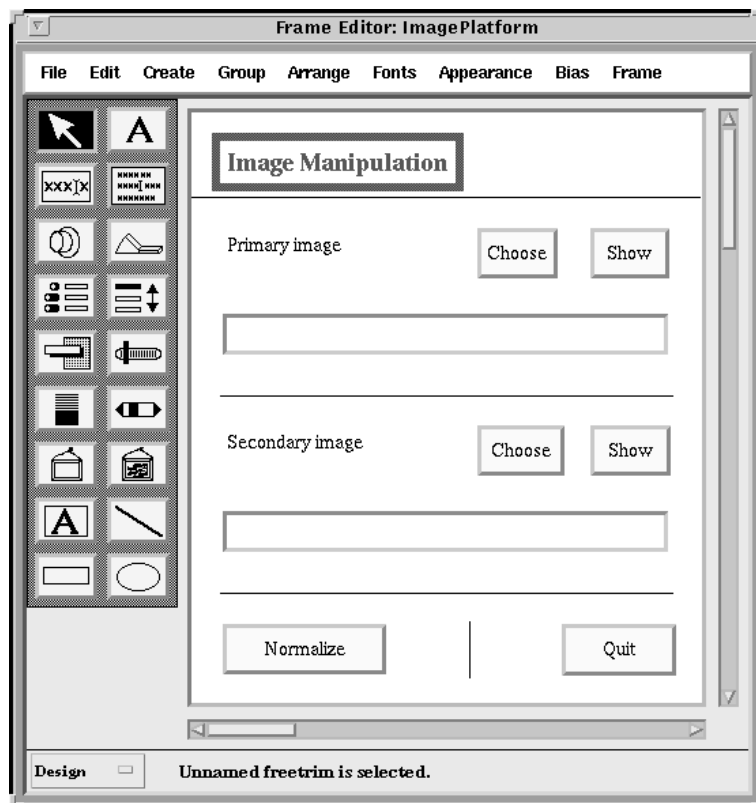 Frame Editor: ImagePlatform
File Edit Create Group Arrange Fonts Appearance Bias Frame
A
Image Manipulation
xxx x
Primary image Choose Show
Secondary image Choose Show
A
Normalize Quit
Design Unnamed freetrim is selected.